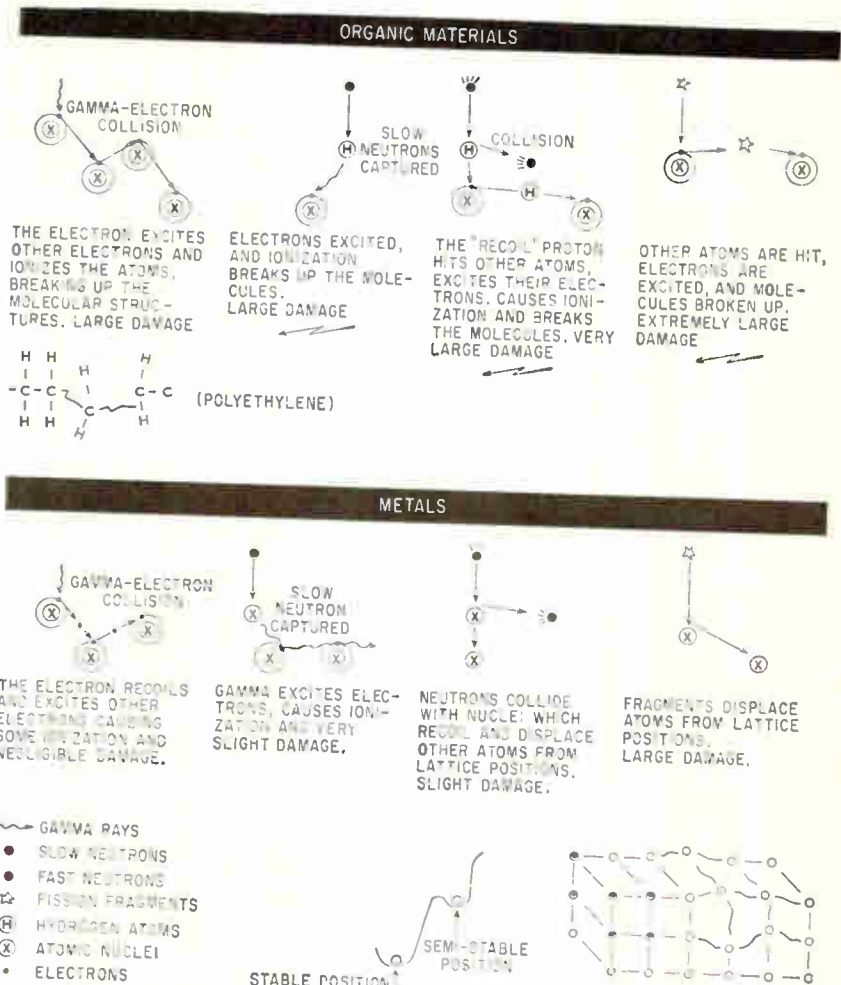 ORGANIC MATERIALS
GAMMA-ELECTRON
COLLISION
X
X
X
X
THE ELECTRON EXCITES
OTHER ELECTRONS AND
IONIZES THE ATOMS,
BREAKING UP THE
MOLECULAR STRUC-
TURES. LARGE DAMAGE
H
SLOW
NEUTRONS
CAPTURED
X
ELECTRONS EXCITED,
AND IONIZATION
BREAKS UP THE MOLE-
CULES.
LARGE DAMAGE
H
COLLISION
X
H
X
THE "RECOIL" PROTON
HITS OTHER ATOMS,
EXCITES THEIR ELEC-
TRONS, CAUSES IONI-
ZATION AND BREAKS
THE MOLECULES. VERY
LARGE DAMAGE
X
X
OTHER ATOMS ARE HIT,
ELECTRONS ARE
EXCITED, AND MOLE-
CULES BROKEN UP.
EXTREMELY LARGE
DAMAGE
H H H H
-C-C C C-C
H H H H
(POLYETHYLENE)
METALS
GAMMA-ELECTRON
COLLISION
X
X
X
THE ELECTRON RECOILS
AND EXCITES OTHER
ELECTRONS CAUSING
SOME IONIZATION AND
NEGLIGIBLE DAMAGE.
X
SLOW
NEUTRON
CAPTURED
X
X
GAMMA EXCITES ELEC-
TRONS, CAUSES IONI-
ZATION AND VERY
SLIGHT DAMAGE.
X
X
NEUTRONS COLLIDE
WITH NUCLEI WHICH
RECOIL AND DISPLACE
OTHER ATOMS FROM
LATTICE POSITIONS.
SLIGHT DAMAGE.
X
X
FRAGMENTS DISPLACE
ATOMS FROM LATTICE
POSITIONS.
LARGE DAMAGE.
GAMMA RAYS
SLOW NEUTRONS
FAST NEUTRONS
FISSION FRAGMENTS
H HYDROGEN ATOMS
X ATOMIC NUCLEI
ELECTRONS
STABLE POSITION
SEMI-STABLE
POSITION